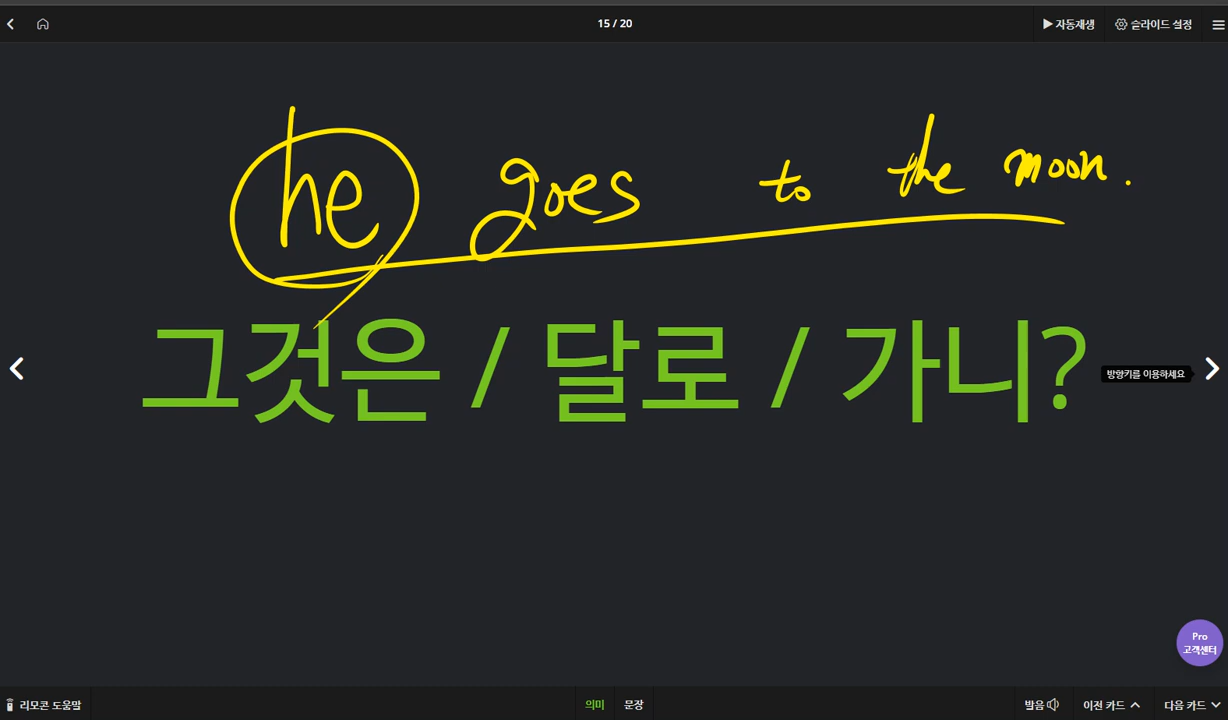 15 / 20
자동재생
슬라이드 설정
he goes to the moon.
그것은 / 달로 / 가니?
방향키를 이용하세요
Pro
고객센터
리모콘 도움말
의미
문장
발음
이전 카드
다음 카드